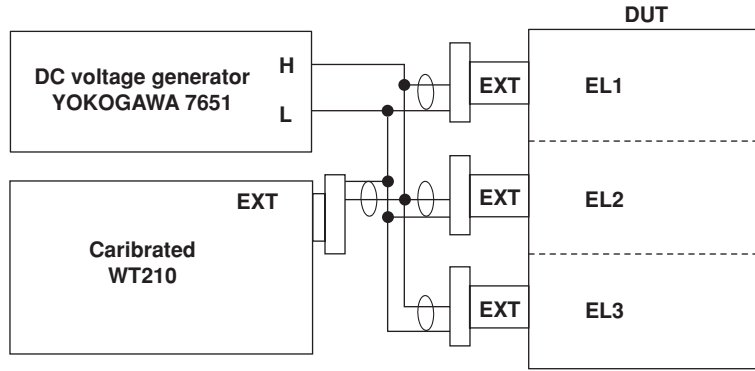 DUT
DC voltage generator
YOKOGAWA 7651
H
L
EXT
EL1
EXT
Caribrated
WT210
EXT
EL2
EXT
EL3